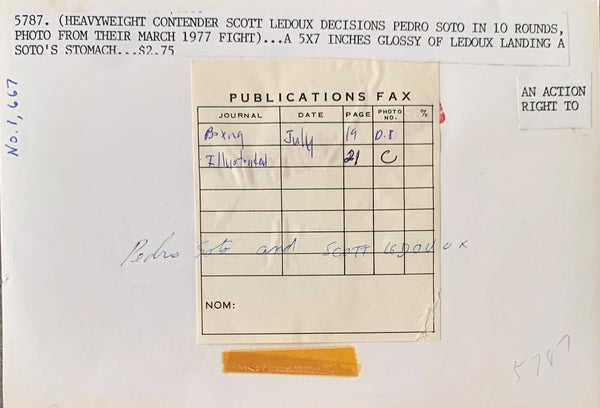 5787. (HEAVYWEIGHT CONTENDER SCOTT LEDOUX DECISIONS PEDRO SOTO IN 10 ROUNDS,
PHOTO FROM THEIR MARCH 1977 FIGHT)...A 5X7 INCHES GLOSSY OF LEDOUX LANDING A
SOTO'S STOMACH...$2.75
AN ACTION
RIGHT TO
No. 1,667
PUBLICATIONS FAX
JOURNAL DATE PAGE PHOTO NO. %
Boxing July 19 D.8.
Illustrated 21 C
Pedro Soto and SCOTT LEDOUX
NOM:
5787